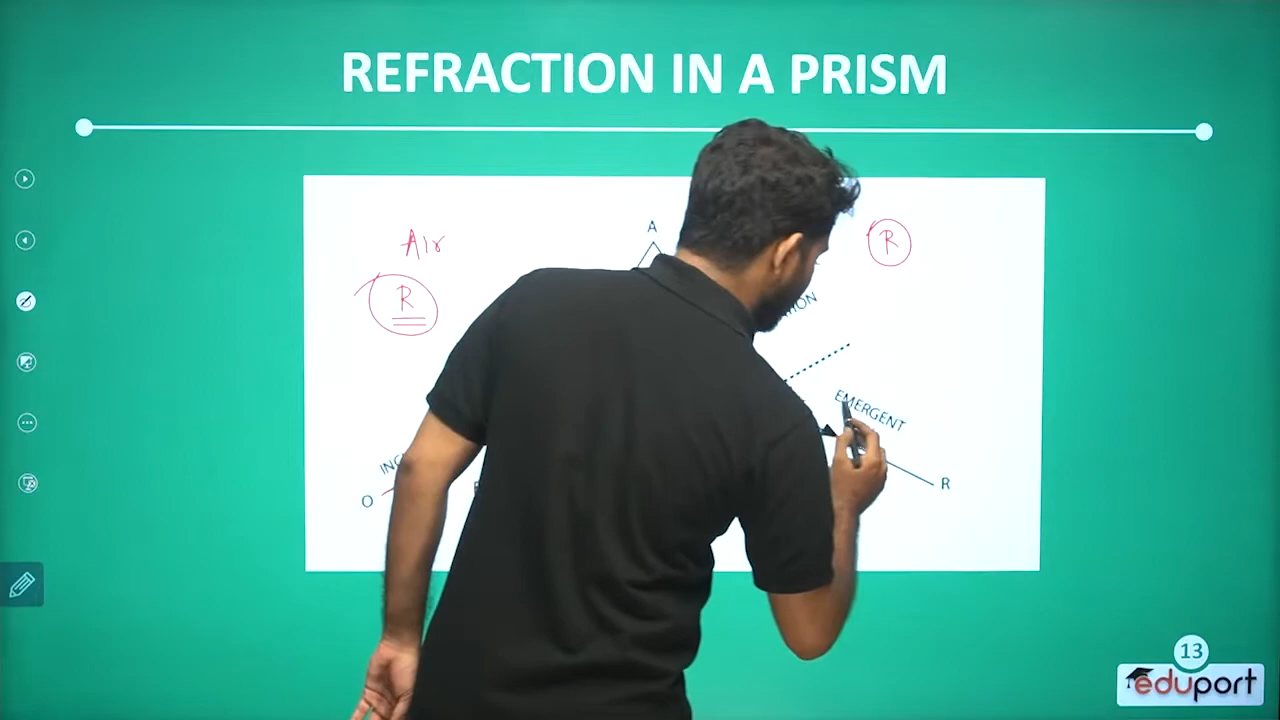 REFRACTION IN A PRISM
A
Air
R
R
EMERGENT
O
R
13
eduport